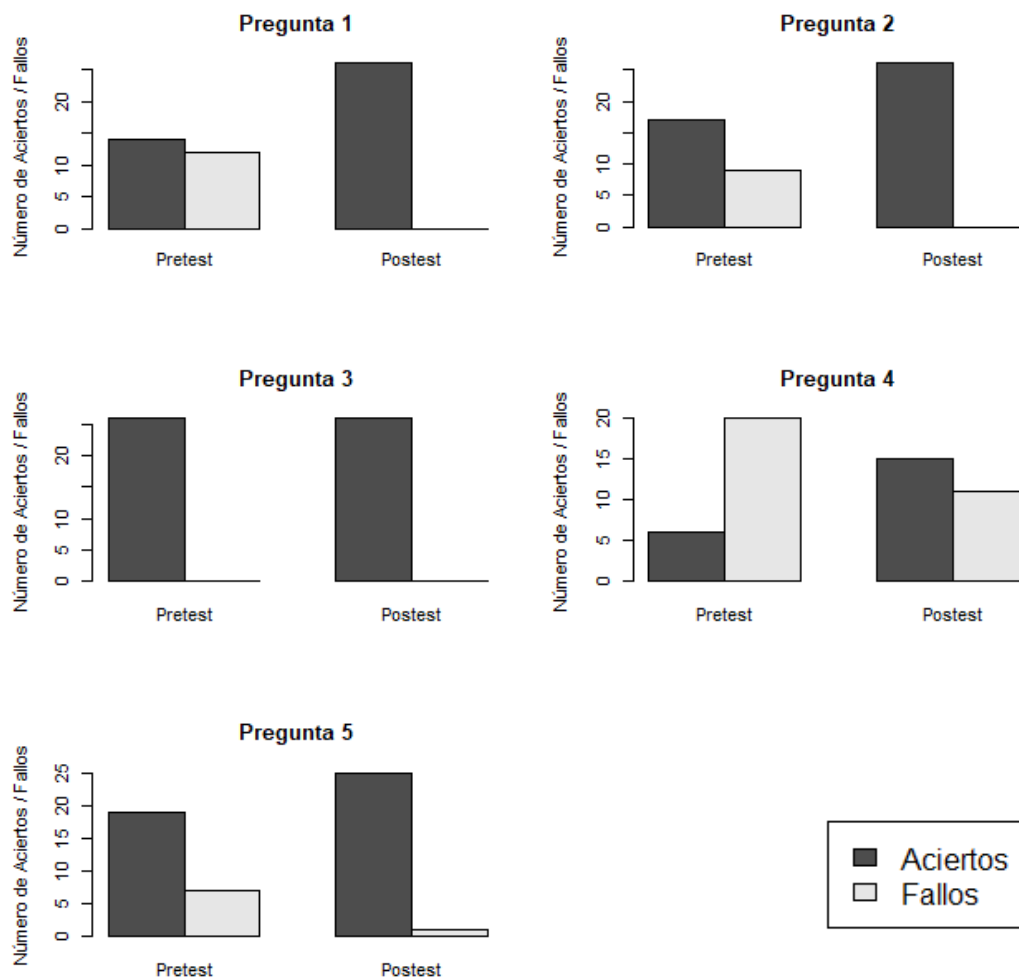 Pregunta 1
Número de Aciertos / Fallos
20
10
5
0
Pretest
Postest
Pregunta 2
Número de Aciertos / Fallos
20
10
5
0
Pretest
Postest
Pregunta 3
Número de Aciertos / Fallos
20
10
5
0
Pretest
Postest
Pregunta 4
Número de Aciertos / Fallos
20
15
10
5
0
Pretest
Postest
Pregunta 5
Número de Aciertos / Fallos
25
20
15
10
5
0
Pretest
Postest
Aciertos
Fallos